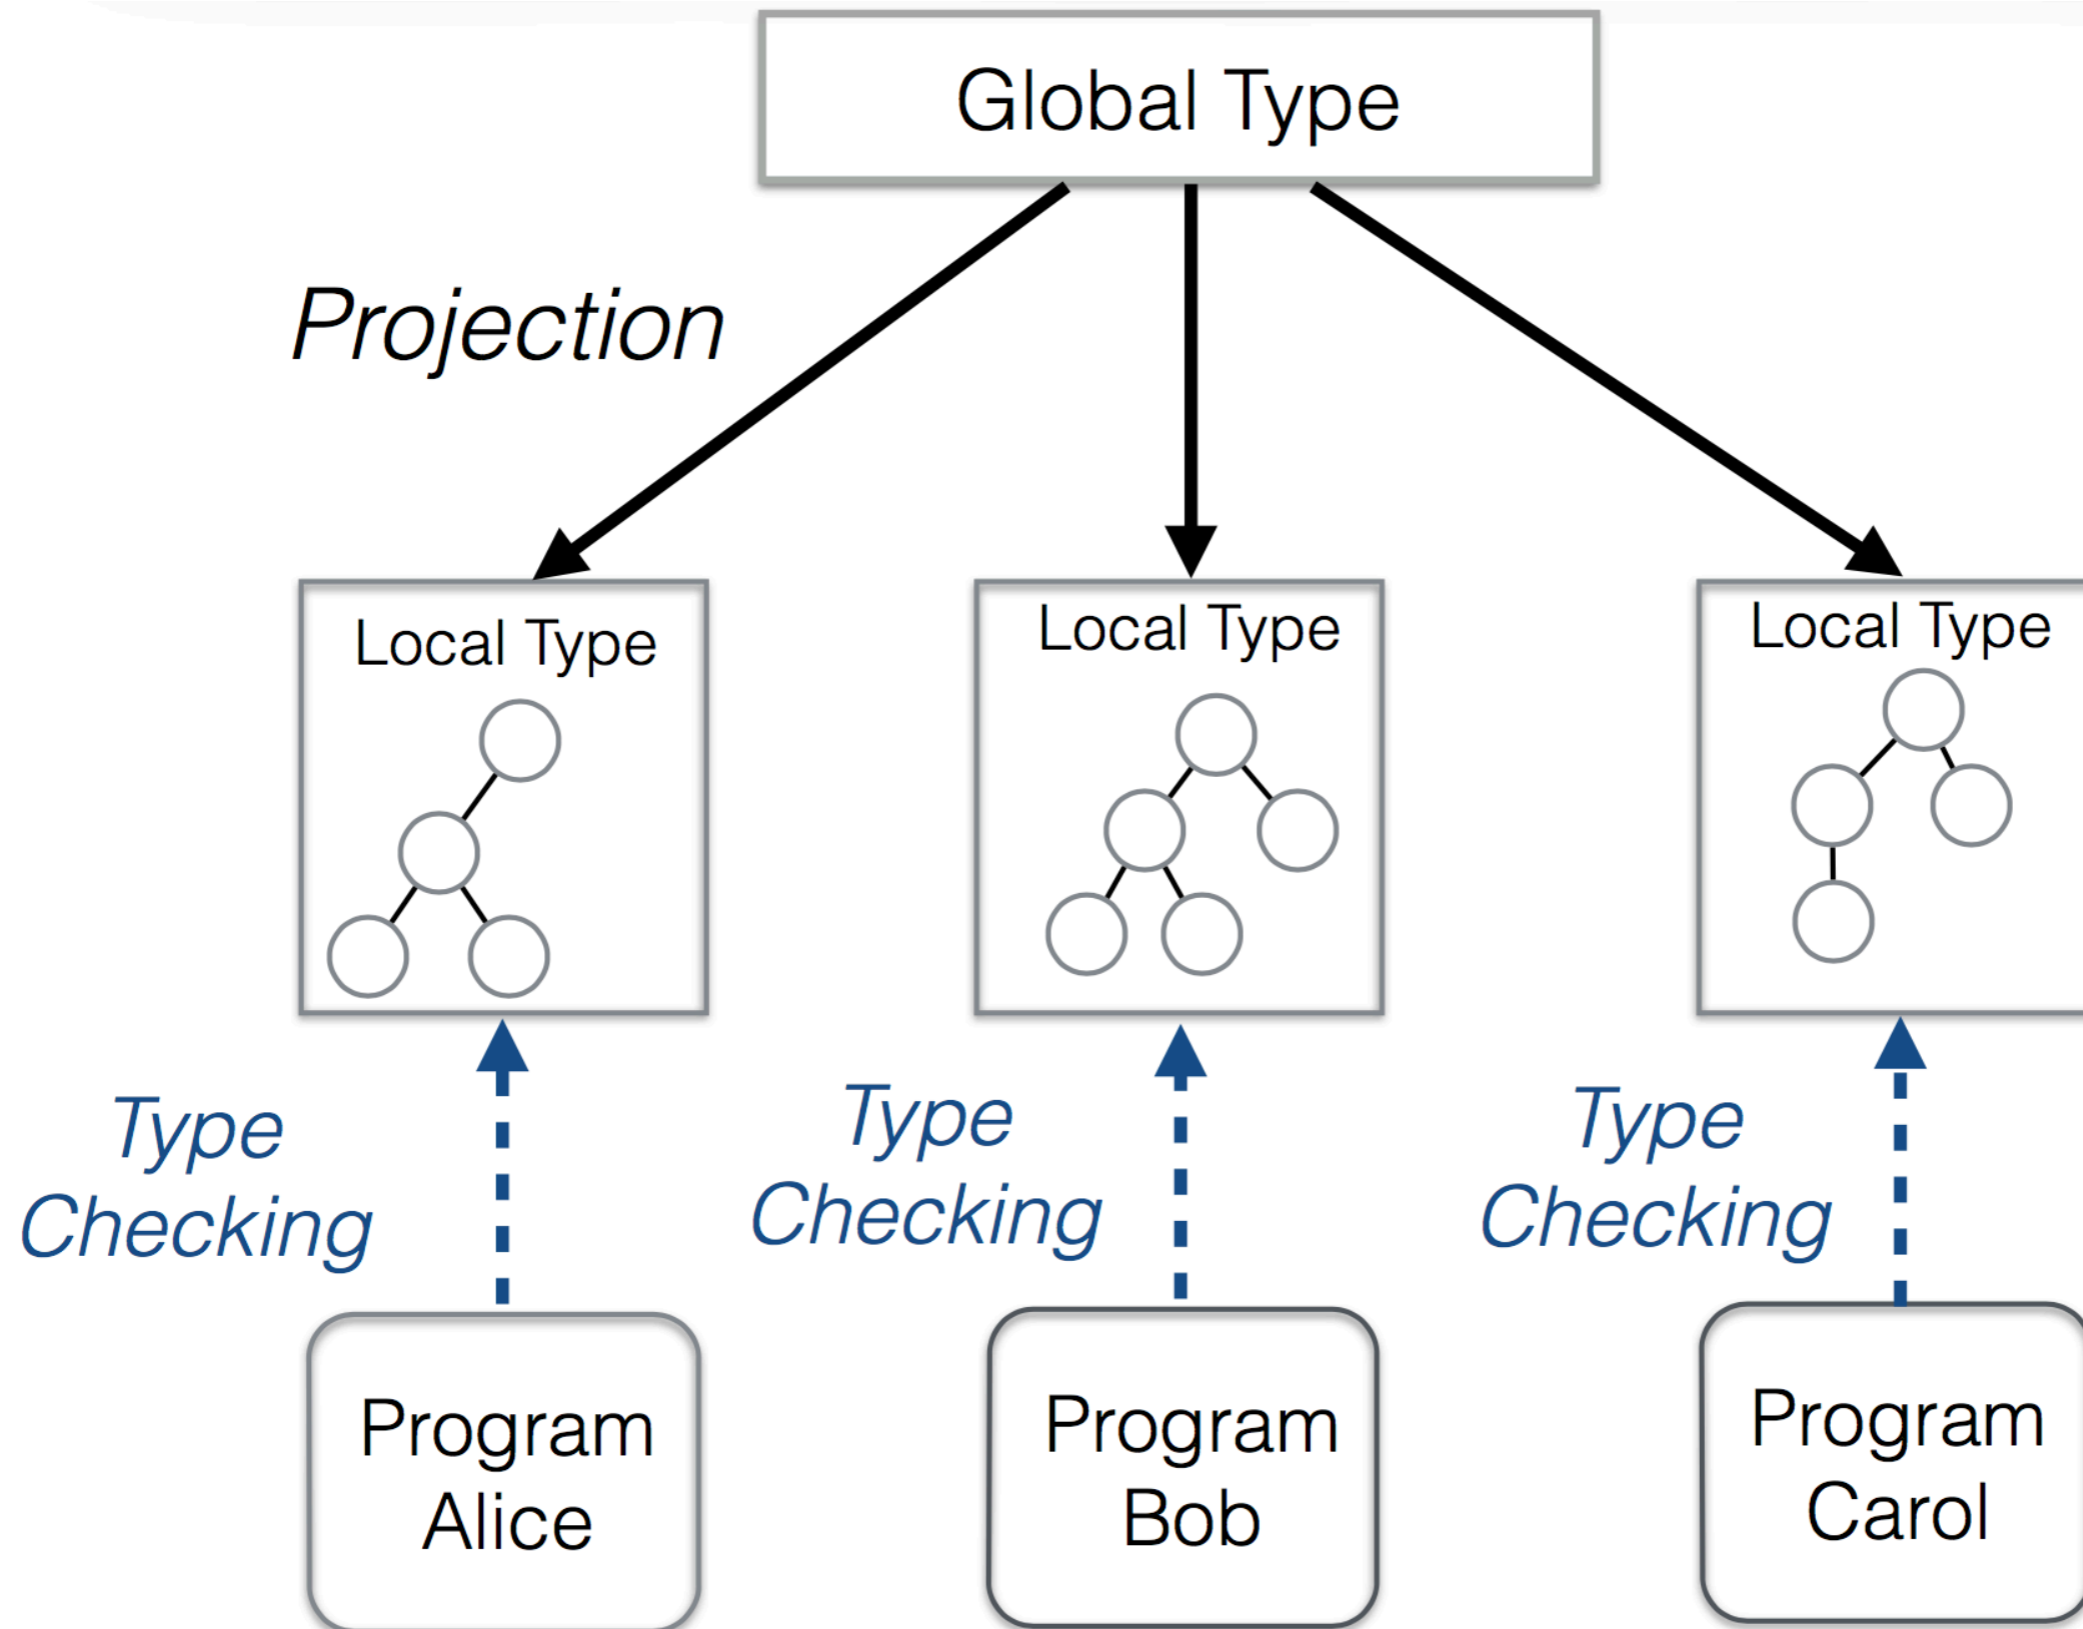 Global Type
Projection
Local Type
Local Type
Local Type
Type
Checking
Type
Checking
Type
Checking
Program
Alice
Program
Bob
Program
Carol